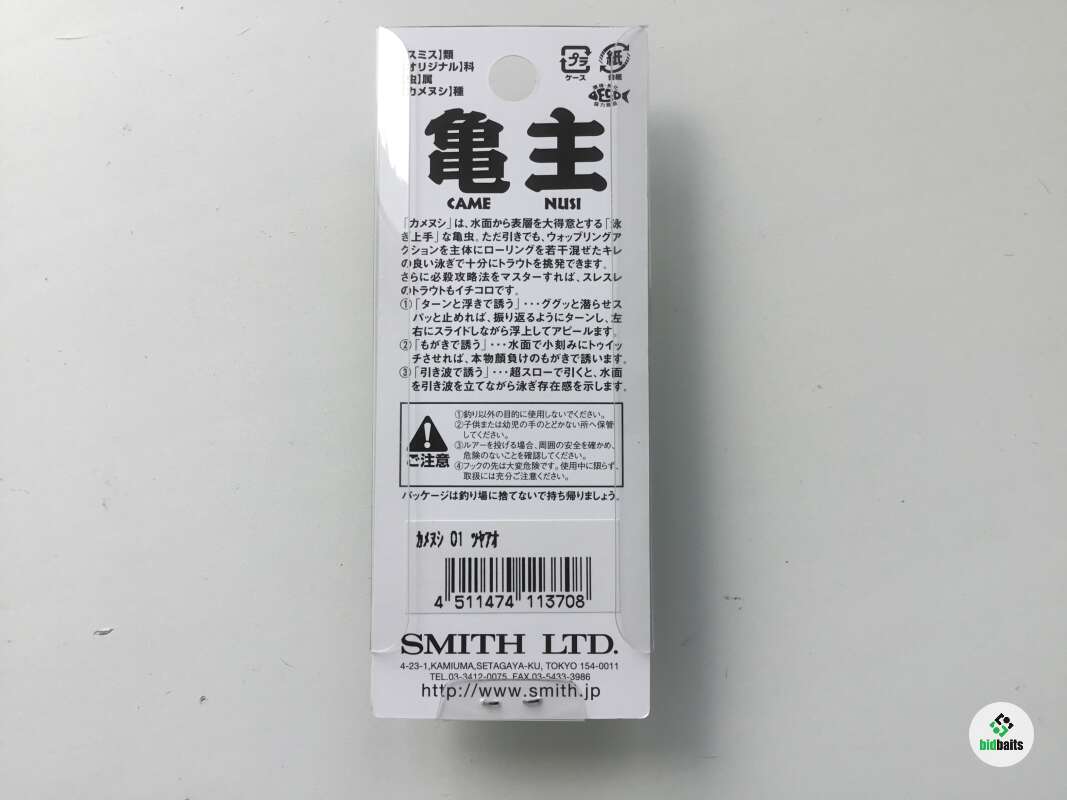 【スミス】類
【オリジナル】科
【虫】属
【カメヌシ】種
プラ
ケース
紙
台紙
ECO
亀主
CAME NUSI
「カメヌシ」は、水面から表層を大得意とする「泳
ぎ上手」な亀虫。ただ引きでも、ウォップリングア
クションを主体にローリングを若干混ぜたキレ
の良い泳ぎで十分にトラウトを挑発できます。
さらに必殺攻略法をマスターすれば、スレスレ
のトラウトもイチコロです。
①「ターンと浮きで誘う」・・・ググッと潜らせス
パッと止めれば、振り返るようにターンし、左
右にスライドしながら浮上してアピールます。
②「もがきで誘う」・・・水面で小刻みにトゥイッ
チさせれば、本物顔負けのもがきで誘います。
③「引き波で誘う」・・・超スローで引くと、水面
を引き波を立てながら泳ぎ存在感を示します。
ご注意
①釣り以外の目的に使用しないでください。
②子供または幼児の手のとどかない所へ保管
してください。
③ルアーを投げる場合、周囲の安全を確かめ、
危険のないことを確認してください。
④フックの先は大変危険です。使用中に限らず、
取扱には充分ご注意ください。
パッケージは釣り場に捨てないで持ち帰りましょう。
カメヌシ 01 ツヤアオ
4 511474 113708
SMITH LTD.
4-23-1,KAMIUMA,SETAGAYA-KU, TOKYO 154-0011
TEL.03-3412-0075 FAX.03-5433-3986
http://www.smith.jp
bidbaits